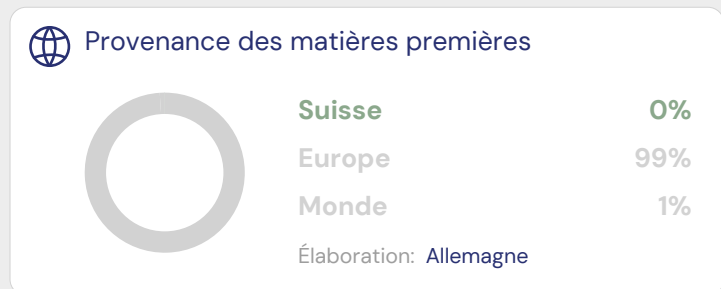 Provenance des matières premières
Suisse 0%
Europe 99%
Monde 1%
Élaboration: Allemagne